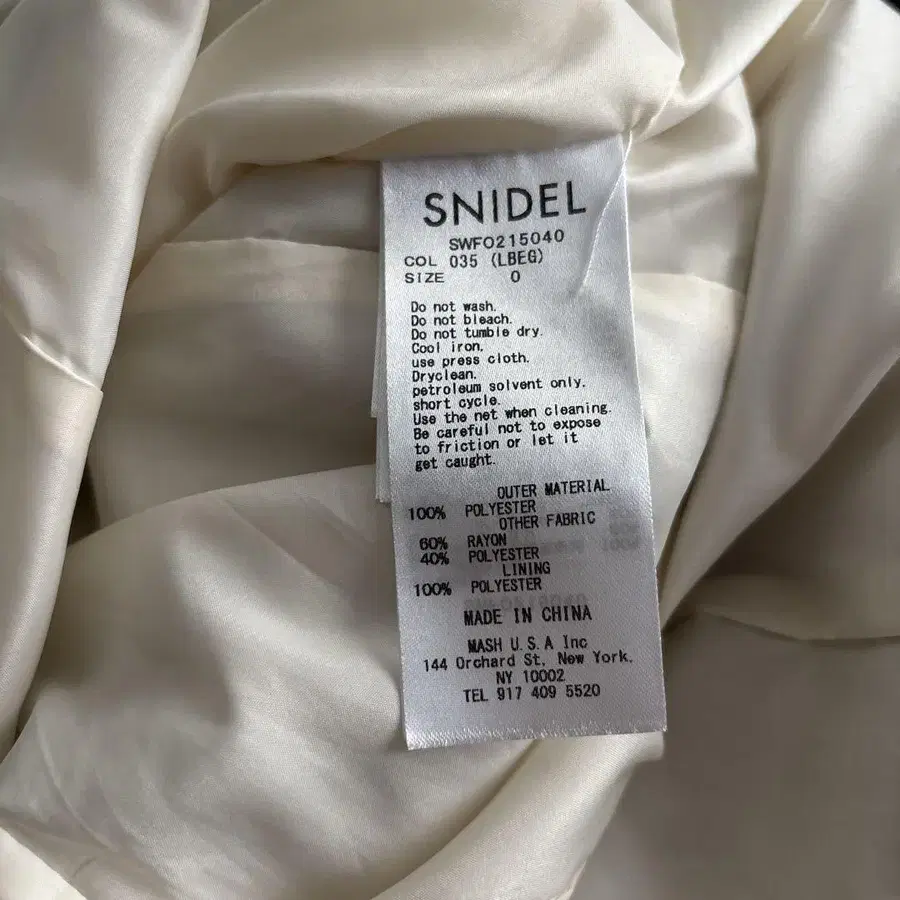 SNIDEL
SWFO215040
COL 035 (LBEG)
SIZE 0
Do not wash.
Do not bleach.
Do not tumble dry.
Cool iron.
use press cloth.
Dryclean.
petroleum solvent only.
short cycle.
Use the net when cleaning.
Be careful not to expose
to friction or let it
get caught.
OUTER MATERIAL
100% POLYESTER
OTHER FABRIC
60% RAYON
40% POLYESTER
LINING
100% POLYESTER
MADE IN CHINA
MASH U.S.A Inc
144 Orchard St, New York,
NY 10002
TEL 917 409 5520